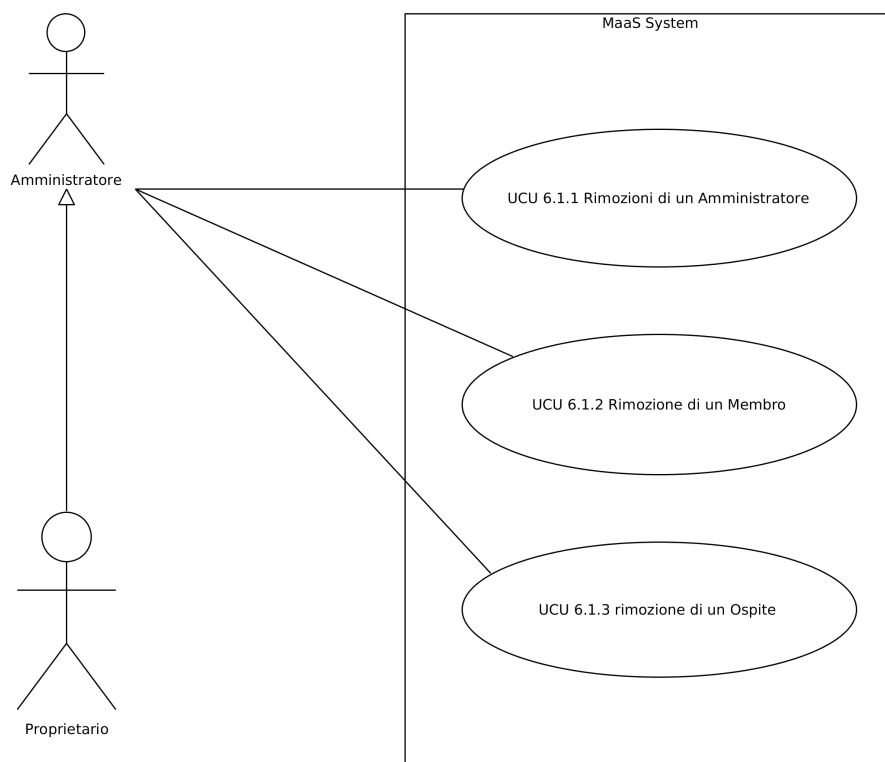 MaaS System
Amministratore
UCU 6.1.1 Rimozioni di un Amministratore
UCU 6.1.2 Rimozione di un Membro
UCU 6.1.3 rimozione di un Ospite
Proprietario